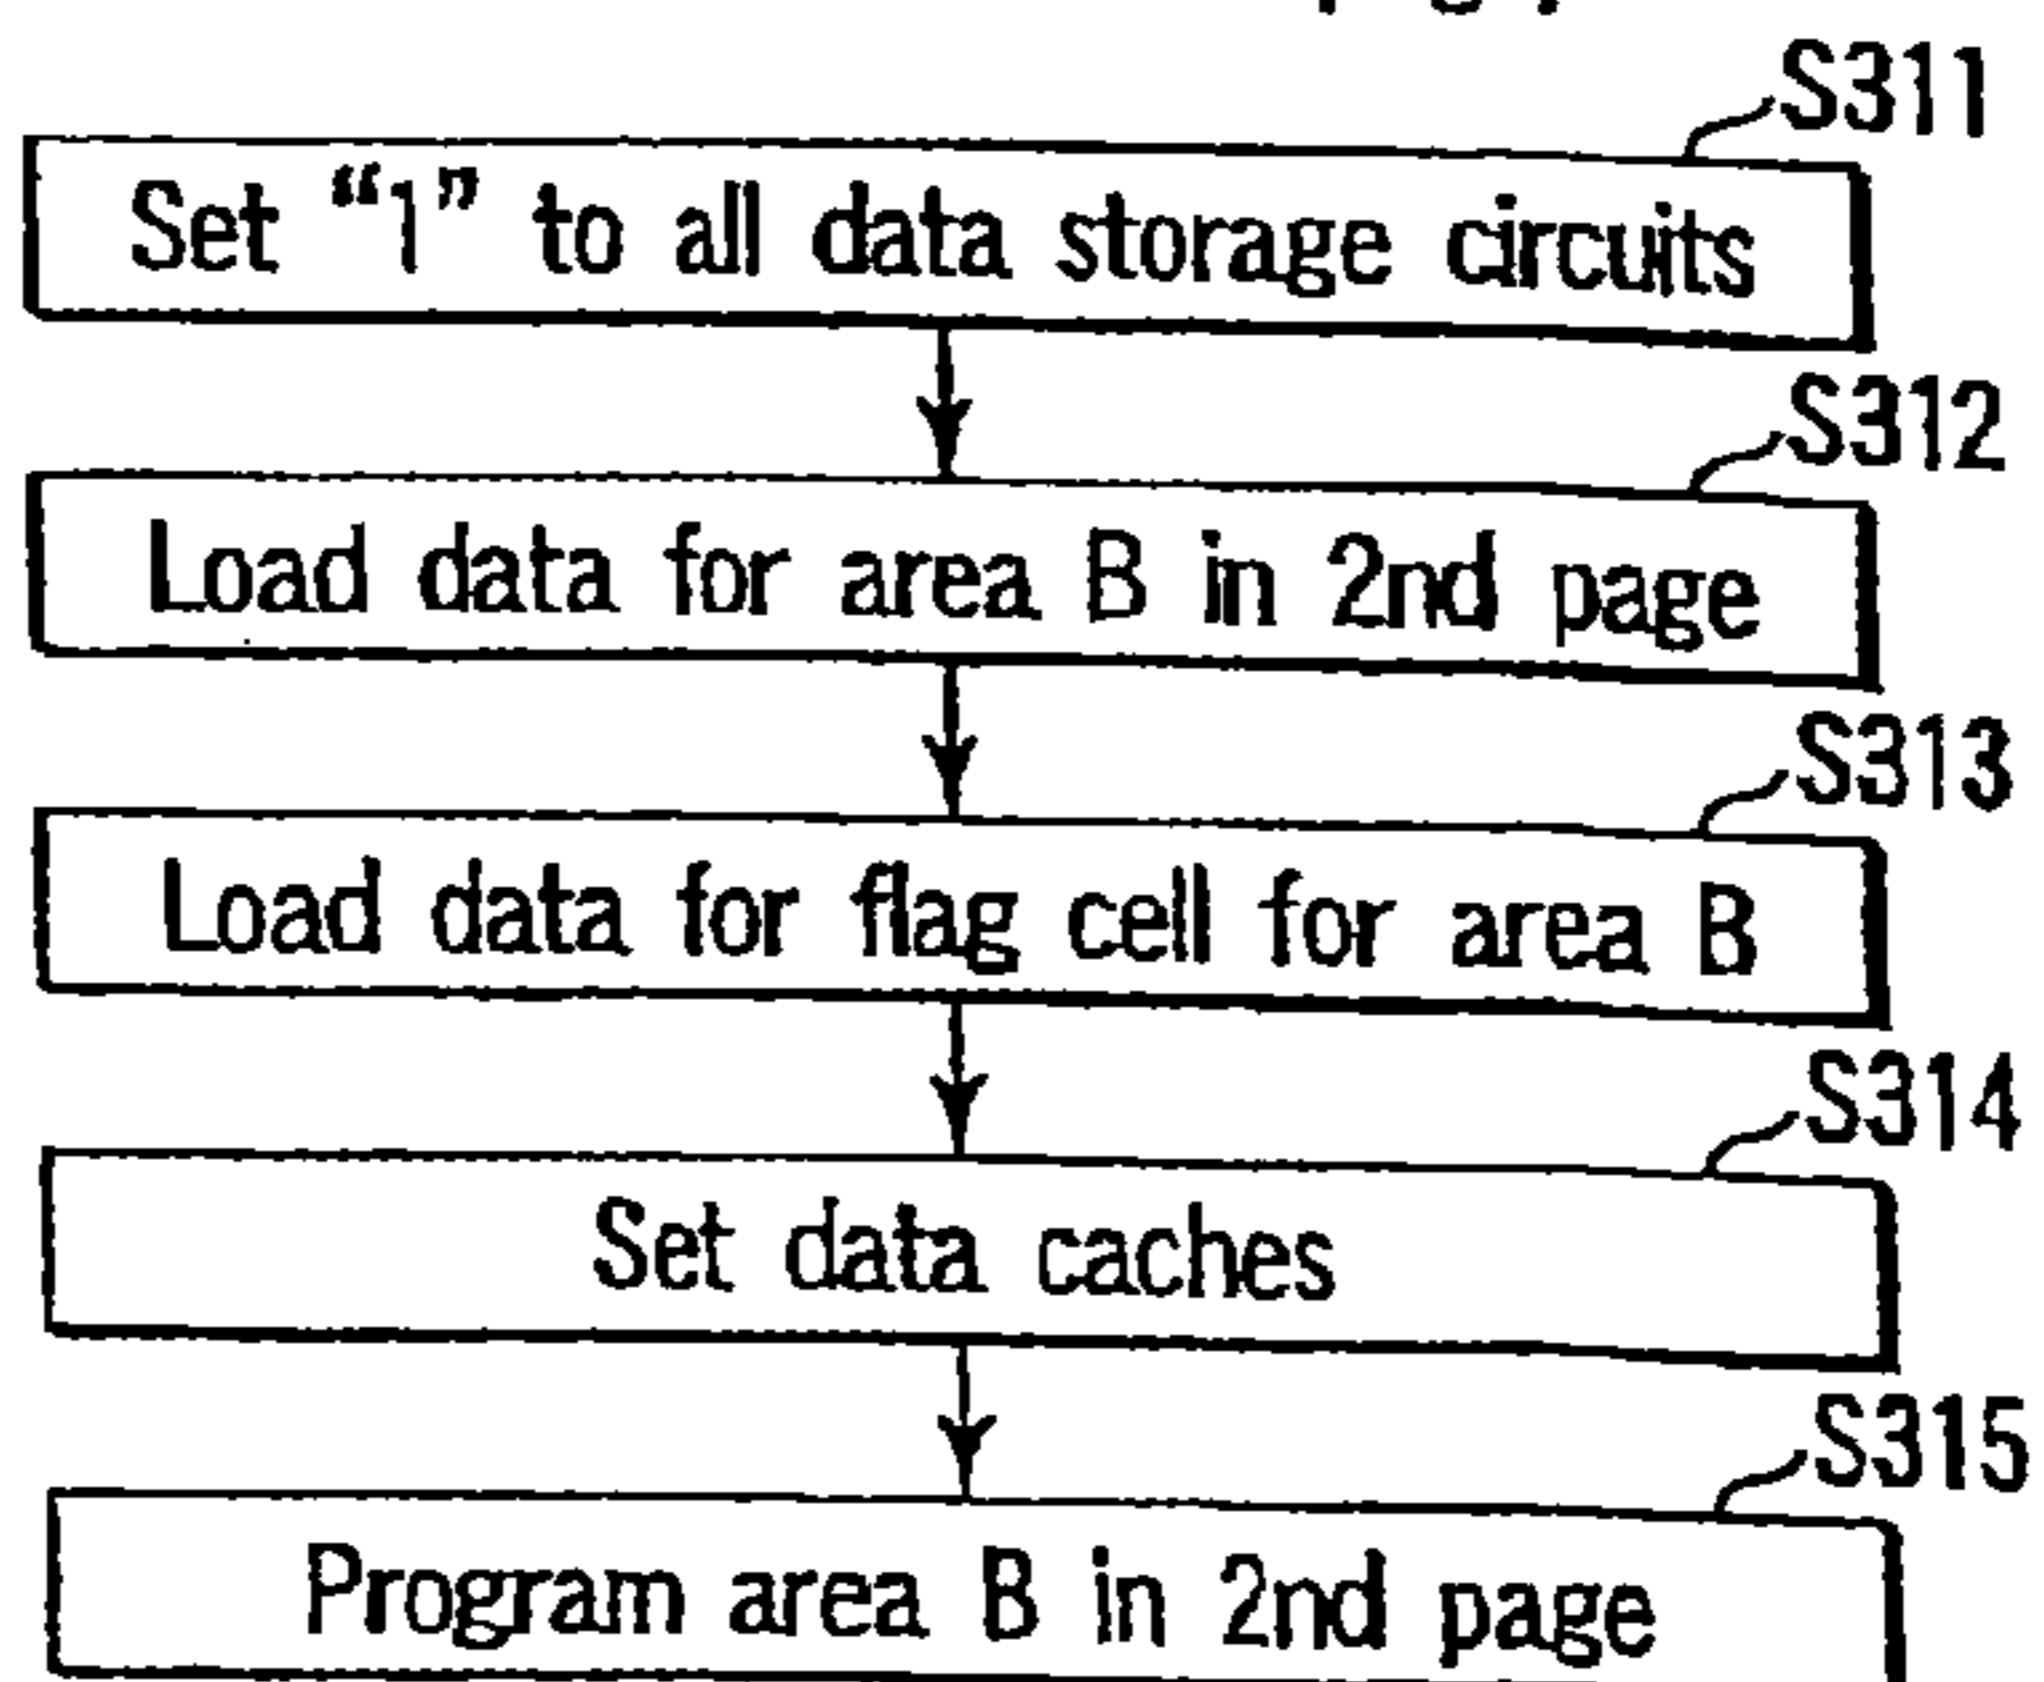 S311
Set “1” to all data storage circuits
S312
Load data for area B in 2nd page
S313
Load data for flag cell for area B
S314
Set data caches
S315
Program area B in 2nd page